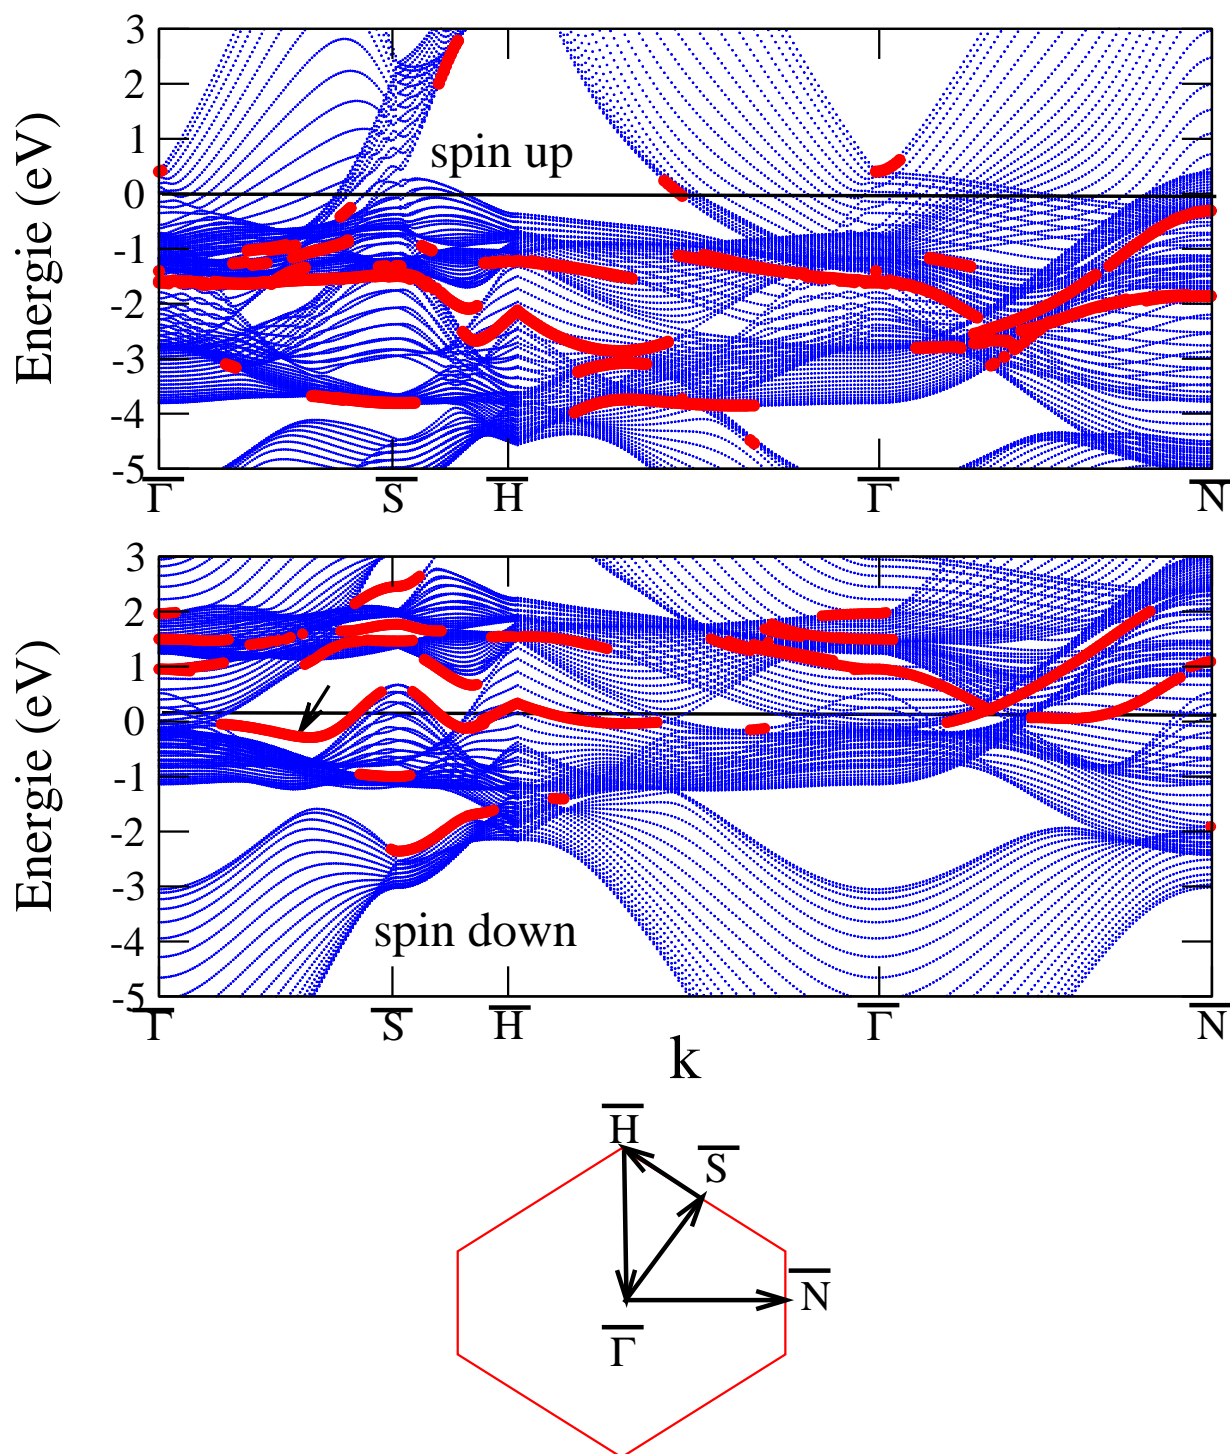 3
2
1
0
-1
-2
-3
-4
-5
Energie (eV)
spin up
Γ̅ S̅ H̅ Γ̅ N̅
3
2
1
0
-1
-2
-3
-4
-5
Energie (eV)
spin down
Γ̅ S̅ H̅ Γ̅ N̅
k
H̅
S̅
N̅
Γ̅